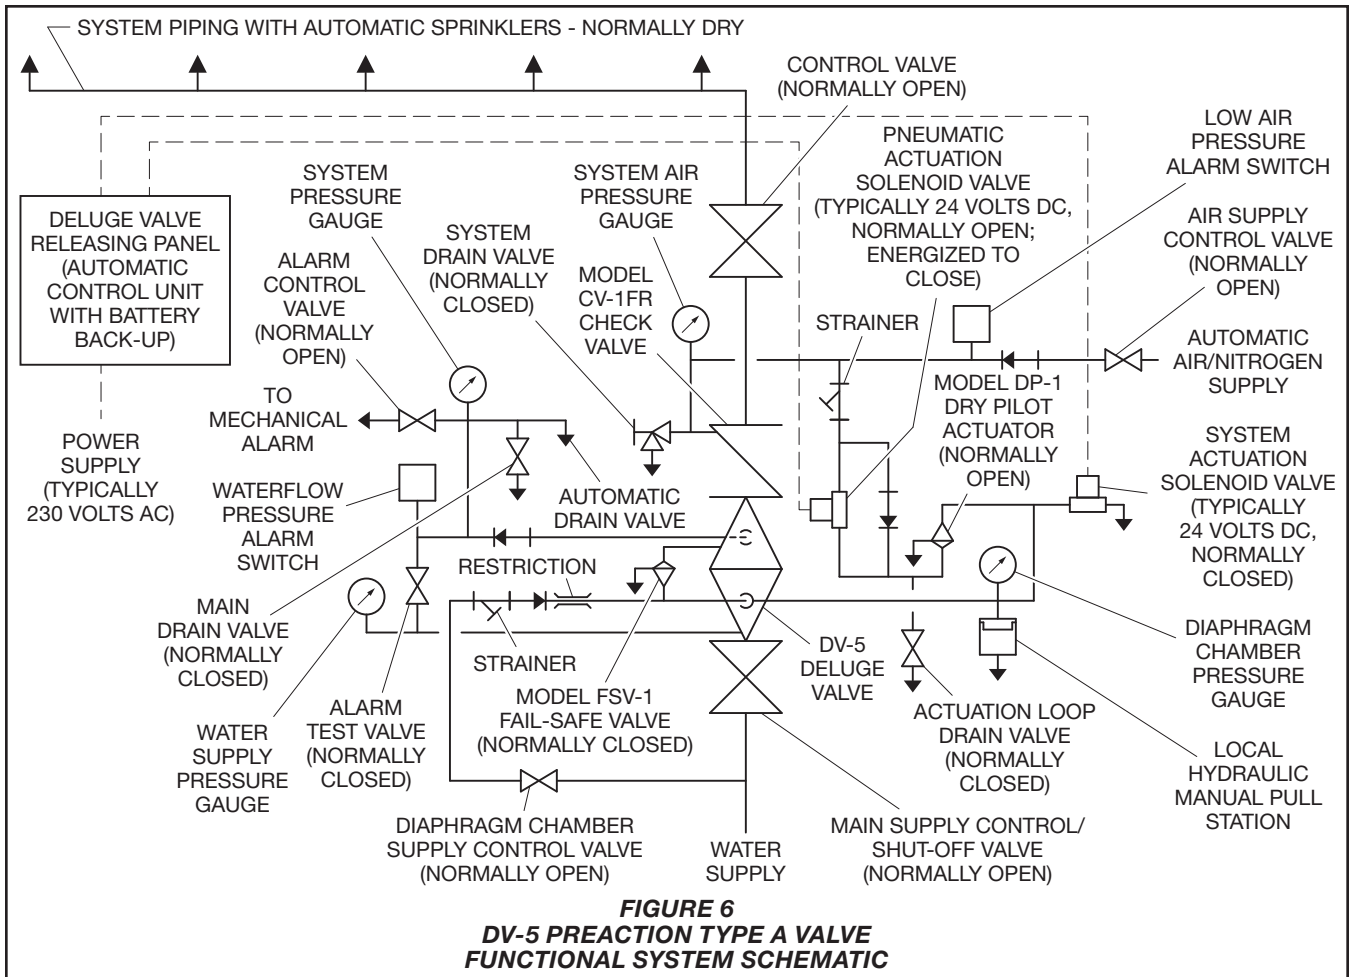 SYSTEM PIPING WITH AUTOMATIC SPRINKLERS - NORMALLY DRY
CONTROL VALVE
(NORMALLY OPEN)
LOW AIR
PRESSURE
ALARM SWITCH
PNEUMATIC
ACTUATION
SOLENOID VALVE
(TYPICALLY 24 VOLTS DC,
NORMALLY OPEN;
ENERGIZED TO
CLOSE)
SYSTEM
PRESSURE
GAUGE
SYSTEM AIR
PRESSURE
GAUGE
DELUGE VALVE
RELEASING PANEL
(AUTOMATIC
CONTROL UNIT
WITH BATTERY
BACK-UP)
ALARM
CONTROL
VALVE
(NORMALLY
OPEN)
SYSTEM
DRAIN VALVE
(NORMALLY
CLOSED)
MODEL
CV-1FR
CHECK
VALVE
AIR SUPPLY
CONTROL VALVE
(NORMALLY
OPEN)
STRAINER
AUTOMATIC
AIR/NITROGEN
SUPPLY
MODEL DP-1
DRY PILOT
ACTUATOR
(NORMALLY
OPEN)
TO
MECHANICAL
ALARM
POWER
SUPPLY
(TYPICALLY
230 VOLTS AC)
SYSTEM
ACTUATION
SOLENOID VALVE
(TYPICALLY
24 VOLTS DC,
NORMALLY
CLOSED)
WATERFLOW
PRESSURE
ALARM
SWITCH
AUTOMATIC
DRAIN VALVE
RESTRICTION
MAIN
DRAIN VALVE
(NORMALLY
CLOSED)
STRAINER
DV-5
DELUGE
VALVE
DIAPHRAGM
CHAMBER
PRESSURE
GAUGE
WATER
SUPPLY
PRESSURE
GAUGE
ALARM
TEST VALVE
(NORMALLY
CLOSED)
MODEL FSV-1
FAIL-SAFE VALVE
(NORMALLY CLOSED)
ACTUATION LOOP
DRAIN VALVE
(NORMALLY
CLOSED)
LOCAL
HYDRAULIC
MANUAL PULL
STATION
DIAPHRAGM CHAMBER
SUPPLY CONTROL VALVE
(NORMALLY OPEN)
WATER
SUPPLY
MAIN SUPPLY CONTROL/
SHUT-OFF VALVE
(NORMALLY OPEN)
FIGURE 6
DV-5 PREACTION TYPE A VALVE
FUNCTIONAL SYSTEM SCHEMATIC